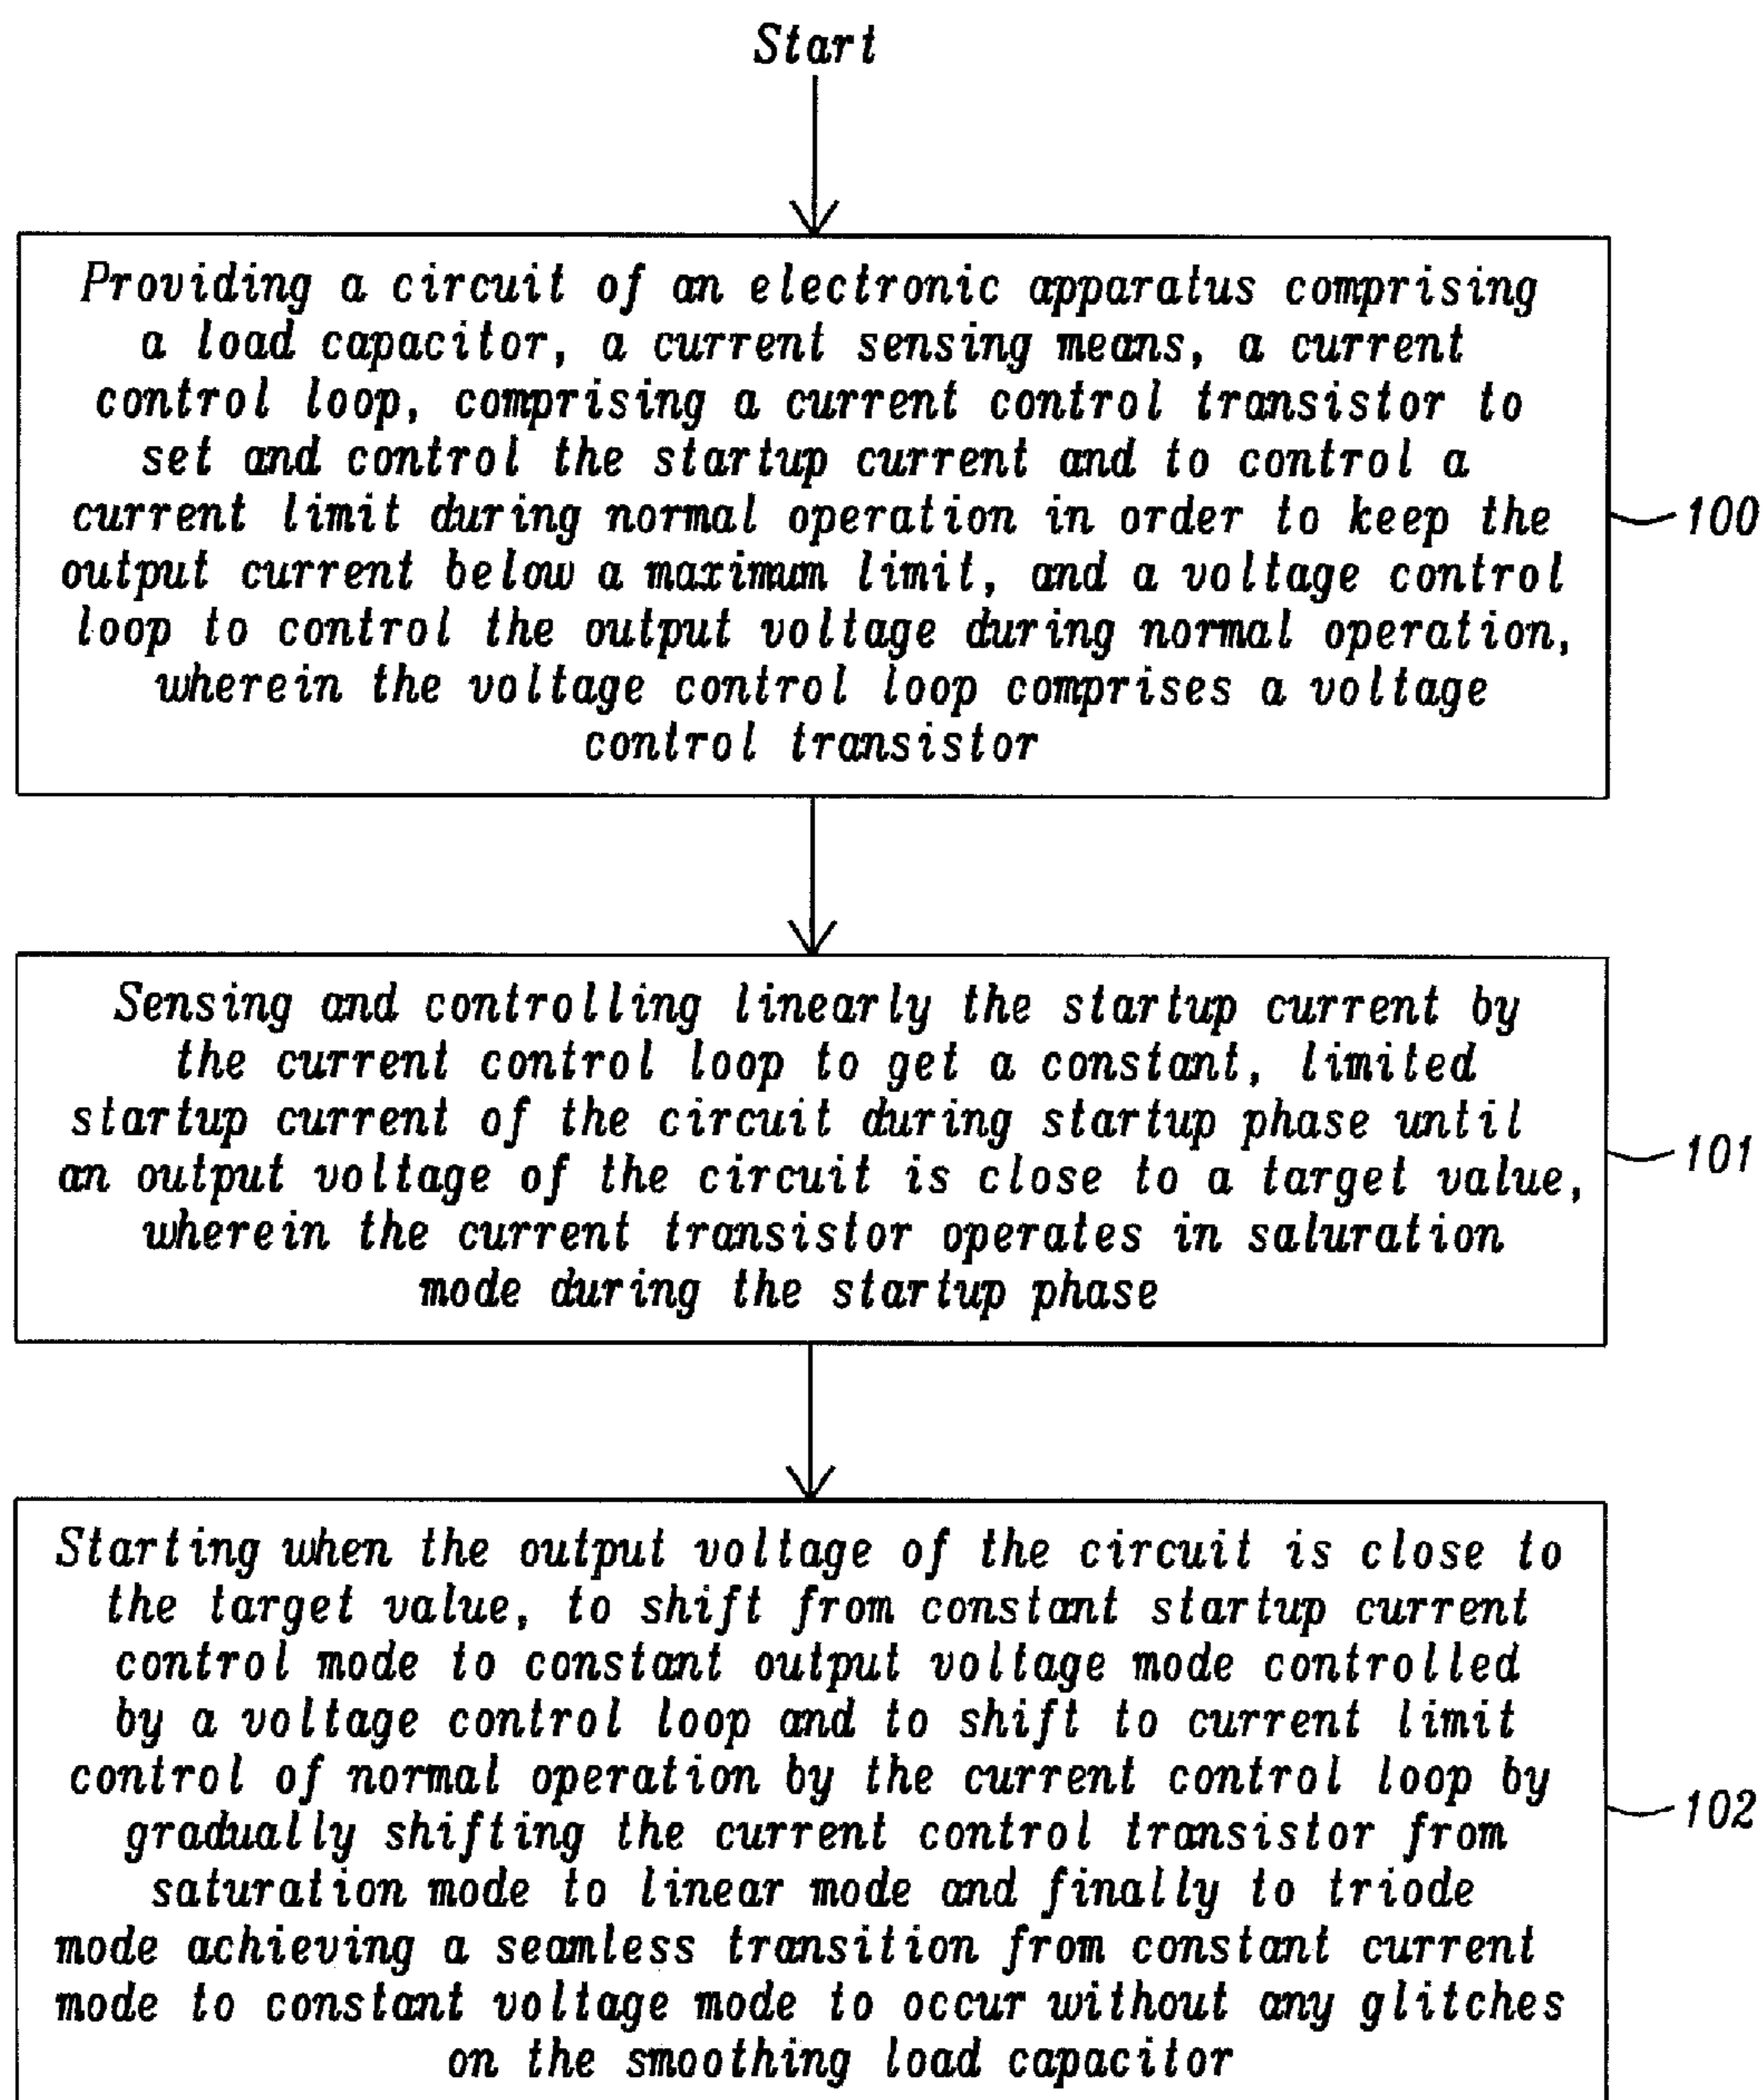 Start
Providing a circuit of an electronic apparatus comprising
a load capacitor, a current sensing means, a current
control loop, comprising a current control transistor to
set and control the startup current and to control a
current limit during normal operation in order to keep the
output current below a maximum limit, and a voltage control
loop to control the output voltage during normal operation,
wherein the voltage control loop comprises a voltage
control transistor
100
Sensing and controlling linearly the startup current by
the current control loop to get a constant, limited
startup current of the circuit during startup phase until
an output voltage of the circuit is close to a target value,
wherein the current transistor operates in saluration
mode during the startup phase
101
Starting when the output voltage of the circuit is close to
the target value, to shift from constant startup current
control mode to constant output voltage mode controlled
by a voltage control loop and to shift to current limit
control of normal operation by the current control loop by
gradually shifting the current control transistor from
saturation mode to linear mode and finally to triode
mode achieving a seamless transition from constant current
mode to constant voltage mode to occur without any glitches
on the smoothing load capacitor
102